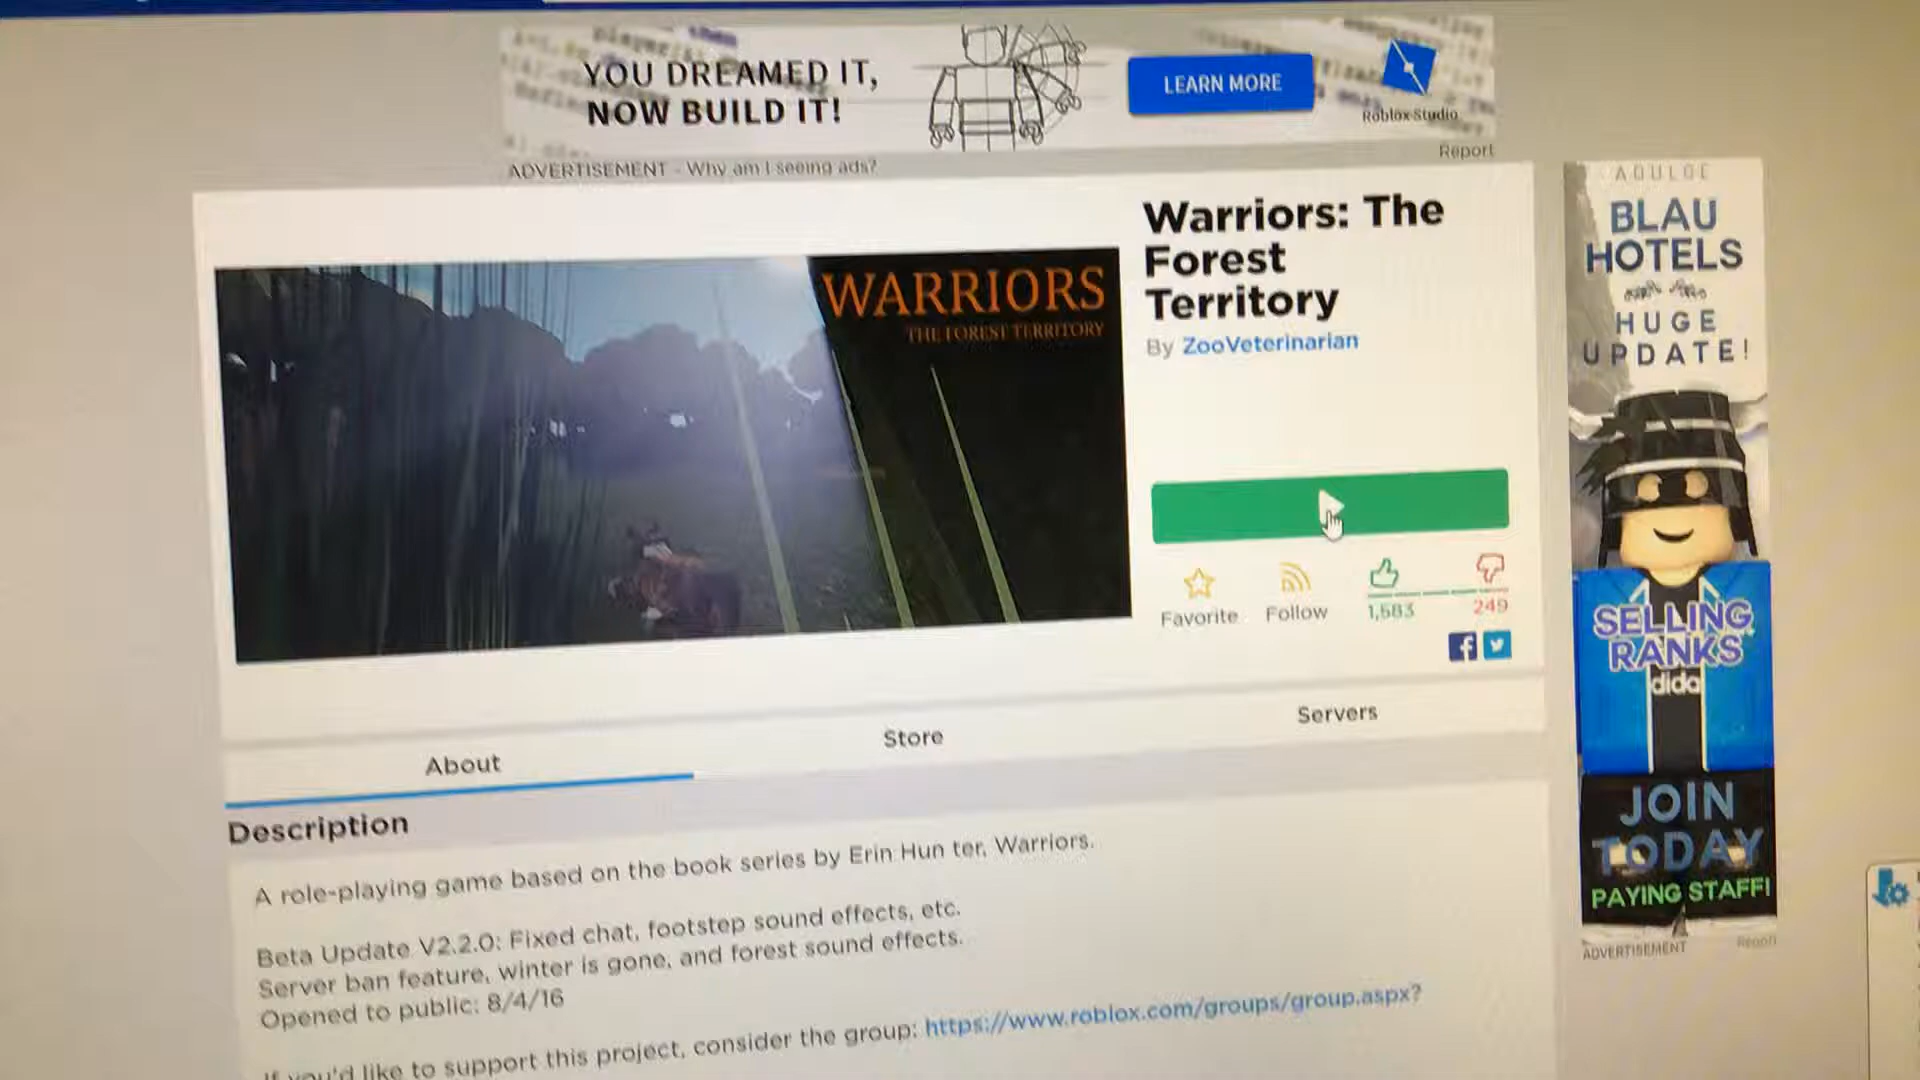 YOU DREAMED IT,
NOW BUILD IT!
LEARN MORE
Roblox Studio
ADVERTISEMENT - Why am I seeing ads?
Report
WARRIORS
THE FOREST TERRITORY
Warriors: The
Forest
Territory
By ZooVeterinarian
Favorite
Follow
1,583
249
About
Store
Servers
Description
A role-playing game based on the book series by Erin Hun ter, Warriors.
Beta Update V2.2.0: Fixed chat, footstep sound effects, etc.
Server ban feature, winter is gone, and forest sound effects.
Opened to public: 8/4/16
If you'd like to support this project, consider the group: https://www.roblox.com/groups/group.aspx?
BLAU
HOTELS
HUGE
UPDATE!
SELLING
RANKS
dida
JOIN
TODAY
PAYING STAFF!
ADVERTISEMENT
Report